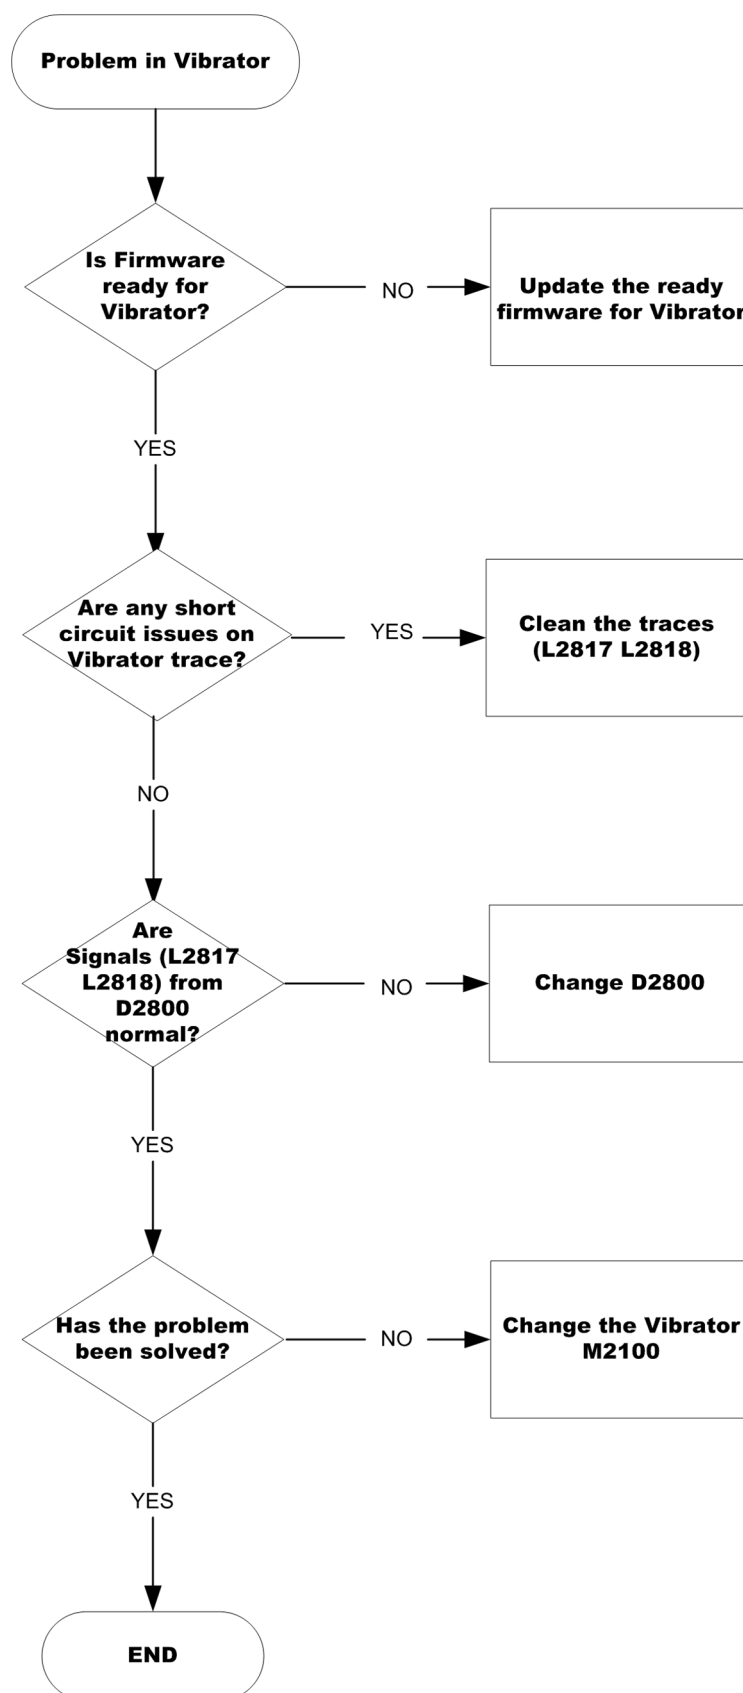 Problem in Vibrator
Is Firmware
ready for
Vibrator?
NO
Update the ready
firmware for Vibrator
YES
Are any short
circuit issues on
Vibrator trace?
YES
Clean the traces
(L2817 L2818)
NO
Are
Signals (L2817
L2818) from
D2800
normal?
NO
Change D2800
YES
Has the problem
been solved?
NO
Change the Vibrator
M2100
YES
END